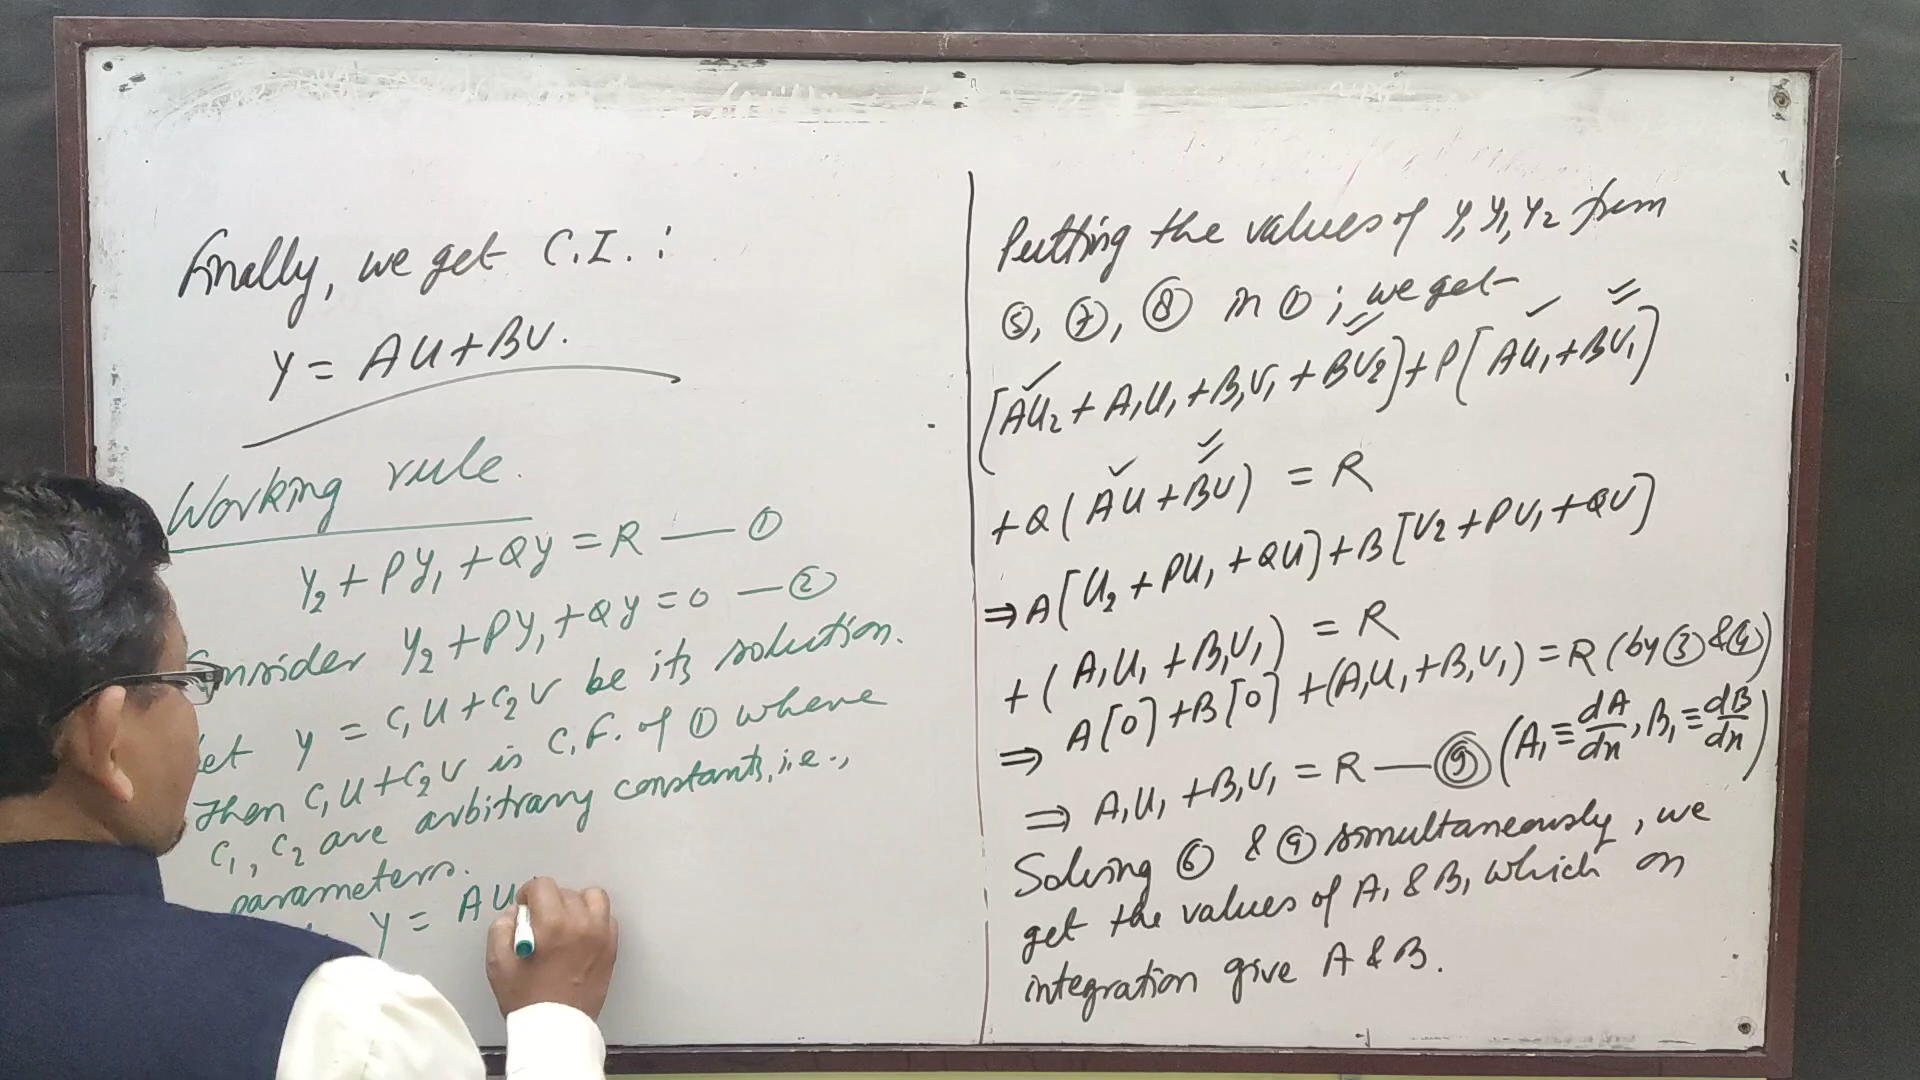 Finally, we get C.I. :
y = Au + Bv.
Working rule.
y₂ + Py₁ + Qy = R — ①
Consider y₂ + Py₁ + Qy = 0 — ②
Let y = c₁u + c₂v be its solution.
Then c₁u + c₂v is C.F. of ① where
c₁, c₂ are arbitrary constants, i.e.,
parameters.
y = Au
Putting the values of y, y₁, y₂ from
⑤, ⑦, ⑧ in ① ; we get
[Au₂ + A₁u₁ + B₁v₁ + Bv₂] + P[Au₁ + Bv₁]
+ Q(Au + Bv) = R
⇒ A[u₂ + Pu₁ + Qu] + B[v₂ + Pv₁ + Qv]
+ (A₁u₁ + B₁v₁) = R
⇒ A[0] + B[0] + (A₁u₁ + B₁v₁) = R (by ③ & ④)
⇒ A₁u₁ + B₁v₁ = R — ⑨ (A₁ ≡ dA/dx, B₁ ≡ dB/dx)
Solving ⑥ & ⑨ simultaneously, we
get the values of A₁ & B₁ which on
integration give A & B.